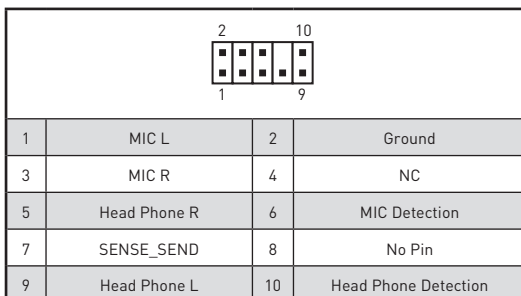 2 10
1 9
1 MIC L 2 Ground
3 MIC R 4 NC
5 Head Phone R 6 MIC Detection
7 SENSE_SEND 8 No Pin
9 Head Phone L 10 Head Phone Detection